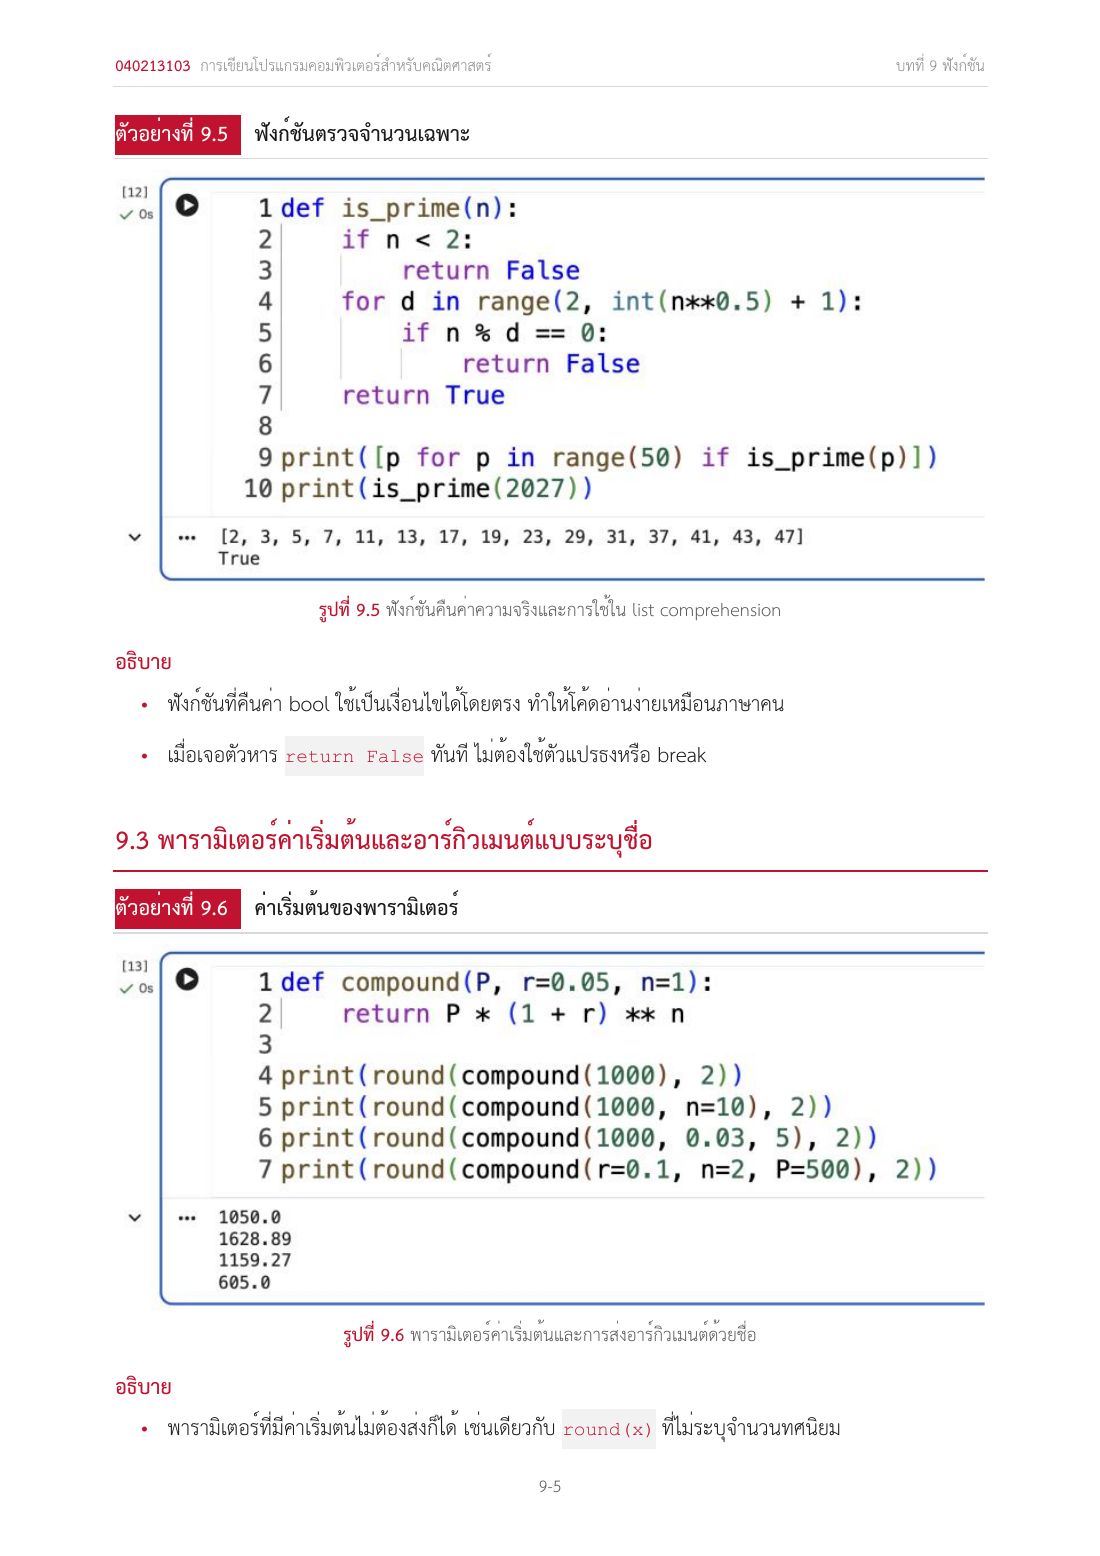 040213103 การเขียนโปรแกรมคอมพิวเตอร์สำหรับคณิตศาสตร์ บทที่ 9 ฟังก์ชัน
ตัวอย่างที่ 9.5 ฟังก์ชันตรวจจำนวนเฉพาะ
[12]
0s
1 def is_prime(n):
2     if n < 2:
3         return False
4     for d in range(2, int(n**0.5) + 1):
5         if n % d == 0:
6             return False
7     return True
8
9 print([p for p in range(50) if is_prime(p)])
10 print(is_prime(2027))
[2, 3, 5, 7, 11, 13, 17, 19, 23, 29, 31, 37, 41, 43, 47]
True
รูปที่ 9.5 ฟังก์ชันคืนค่าความจริงและการใช้ใน list comprehension
อธิบาย
• ฟังก์ชันที่คืนค่า bool ใช้เป็นเงื่อนไขได้โดยตรง ทำให้โค้ดอ่านง่ายเหมือนภาษาคน
• เมื่อเจอตัวหาร return False ทันที ไม่ต้องใช้ตัวแปรธงหรือ break
9.3 พารามิเตอร์ค่าเริ่มต้นและอาร์กิวเมนต์แบบระบุชื่อ
ตัวอย่างที่ 9.6 ค่าเริ่มต้นของพารามิเตอร์
[13]
0s
1 def compound(P, r=0.05, n=1):
2     return P * (1 + r) ** n
3
4 print(round(compound(1000), 2))
5 print(round(compound(1000, n=10), 2))
6 print(round(compound(1000, 0.03, 5), 2))
7 print(round(compound(r=0.1, n=2, P=500), 2))
1050.0
1628.89
1159.27
605.0
รูปที่ 9.6 พารามิเตอร์ค่าเริ่มต้นและการส่งอาร์กิวเมนต์ด้วยชื่อ
อธิบาย
• พารามิเตอร์ที่มีค่าเริ่มต้นไม่ต้องส่งก็ได้ เช่นเดียวกับ round(x) ที่ไม่ระบุจำนวนทศนิยม
9-5